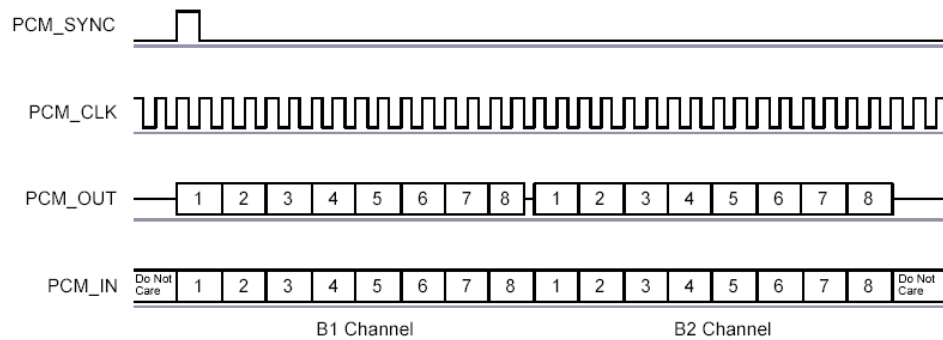 PCM_SYNC
PCM_CLK
PCM_OUT 1 2 3 4 5 6 7 8 1 2 3 4 5 6 7 8
PCM_IN Do Not Care 1 2 3 4 5 6 7 8 1 2 3 4 5 6 7 8 Do Not Care
B1 Channel B2 Channel